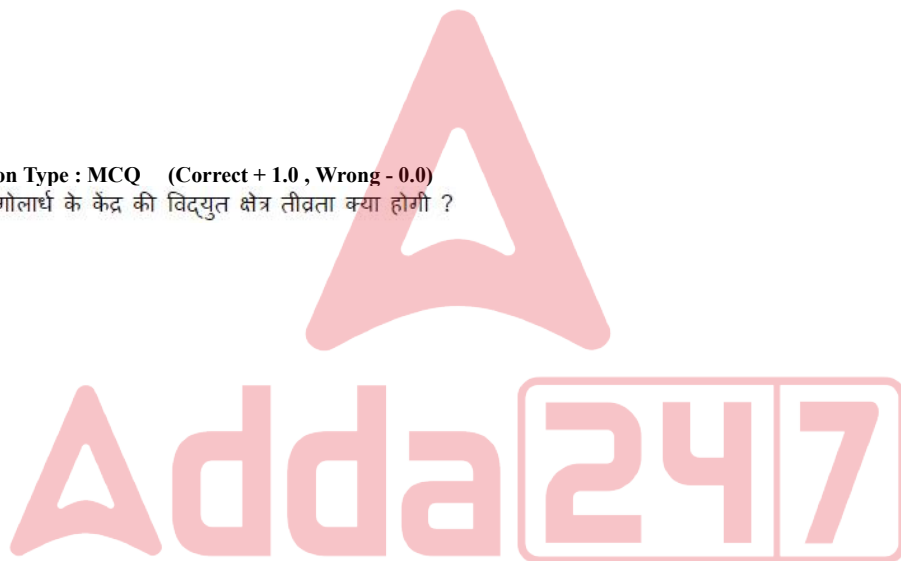 on Type : MCQ (Correct + 1.0 , Wrong - 0.0)
गोलार्ध के केंद्र की विद्युत क्षेत्र तीव्रता क्या होगी ?
Adda247